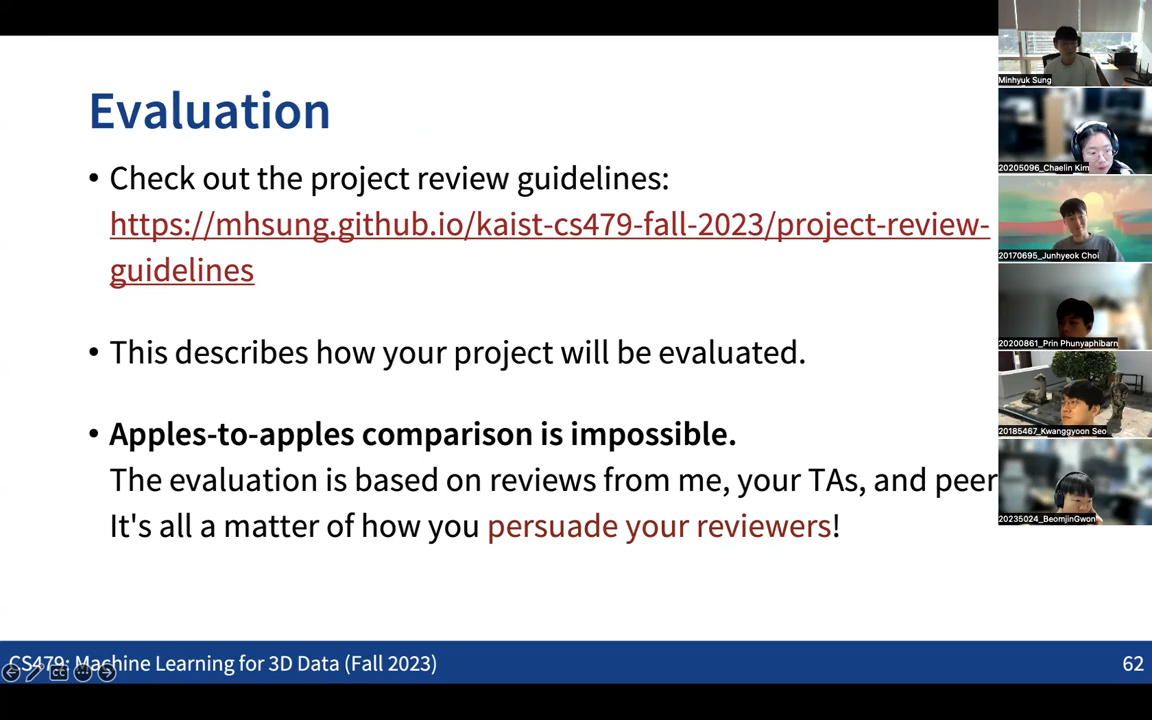 Evaluation
• Check out the project review guidelines:
https://mhsung.github.io/kaist-cs479-fall-2023/project-review-
guidelines
• This describes how your project will be evaluated.
• Apples-to-apples comparison is impossible.
The evaluation is based on reviews from me, your TAs, and peer
It's all a matter of how you persuade your reviewers!
CS479: Machine Learning for 3D Data (Fall 2023)
62
Minhyuk Sung
20205096_Chaelin Kim
20170695_Junhyeok Choi
20200861_Prin Phunyaphibarn
20185467_Kwanggyoon Seo
20235024_BeomjinGwon
CC